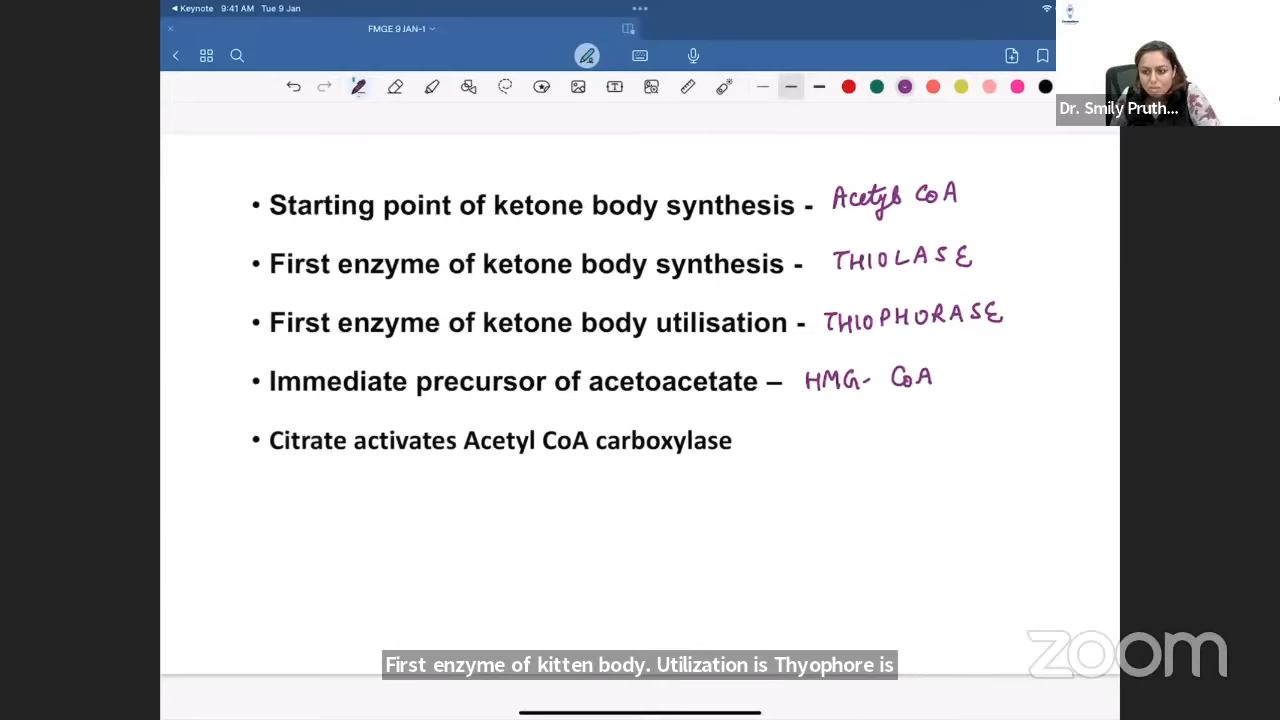 Keynote 9:41 AM Tue 9 Jan
FMGE 9 JAN-1
Dr. Smily Pruth...
• Starting point of ketone body synthesis - Acetyl CoA
• First enzyme of ketone body synthesis - THIOLASE
• First enzyme of ketone body utilisation - THIOPHORASE
• Immediate precursor of acetoacetate – HMG- CoA
• Citrate activates Acetyl CoA carboxylase
First enzyme of kitten body. Utilization is Thyophore is
zoom